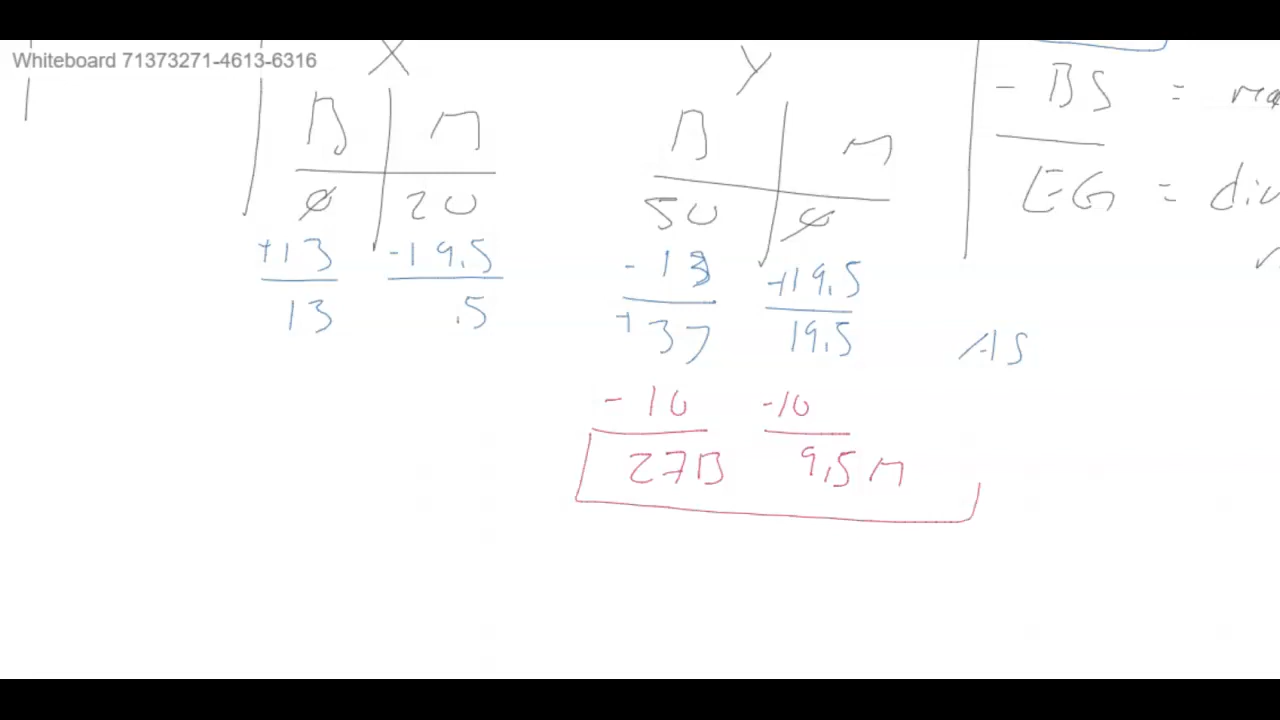 Whiteboard 71373271-4613-6316
X
Y
- BS =
B M
B M
EG =
ϕ 20
50 ϕ
+13 -19.5
-13 +19.5
13 .5
+37 19.5
AS
-10 -10
27B 9.5M